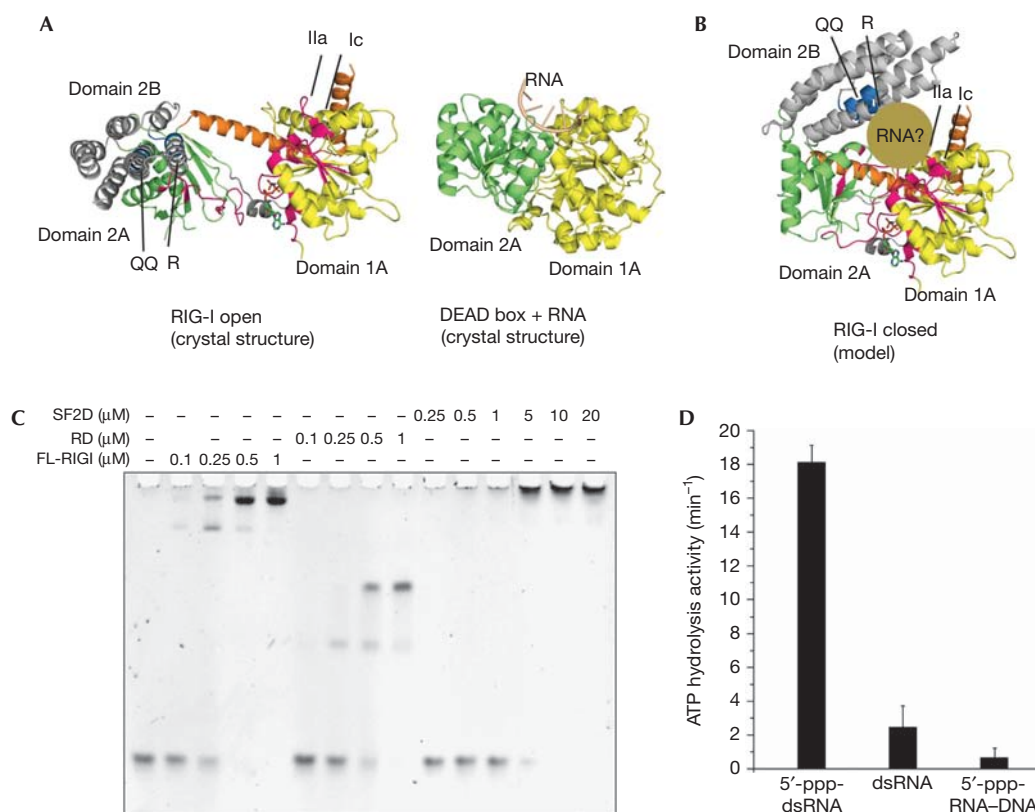 A
IIa Ic
Domain 2B
RNA
Domain 2A
QQ R
Domain 1A
Domain 2A
Domain 1A
RIG-I open
(crystal structure)
DEAD box + RNA
(crystal structure)
B
QQ R
Domain 2B
IIa Ic
RNA?
Domain 2A
Domain 1A
RIG-I closed
(model)
C
SF2D (μM) – – – – – – – – – 0.25 0.5 1 5 10 20
RD (μM) – – – – – 0.1 0.25 0.5 1 – – – – – –
FL-RIGI (μM) – 0.1 0.25 0.5 1 – – – – – – – – – –
D
ATP hydrolysis activity (min⁻¹)
20
18
16
14
12
10
8
6
4
2
0
5′-ppp-
dsRNA
dsRNA
5′-ppp-
RNA–DNA